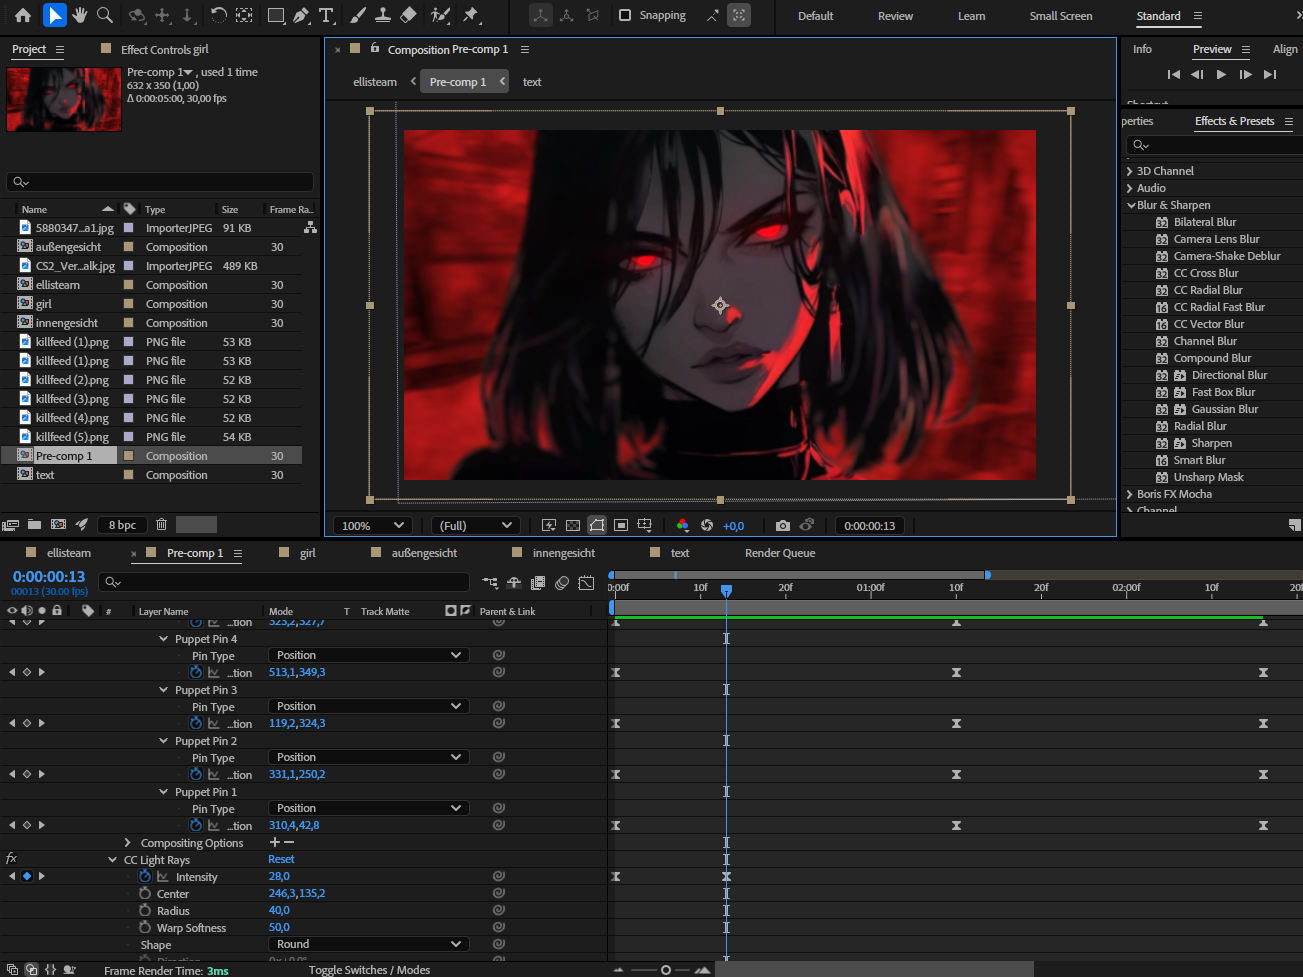 Snapping
Default
Review
Learn
Small Screen
Standard
Project
Effect Controls girl
Composition Pre-comp 1
Info
Preview
Align
Pre-comp 1 , used 1 time
632 x 350 (1,00)
Δ 0:00:05:00, 30,00 fps
ellisteam
Pre-comp 1
text
perties
Effects & Presets
Name
Type
Size
Frame Ra...
5880347...a1.jpg ImporterJPEG 91 KB
außengesicht Composition 30
CS2_Ver...alk.jpg ImporterJPEG 489 KB
ellisteam Composition 30
girl Composition 30
innengesicht Composition 30
killfeed (1).png PNG file 53 KB
killfeed (1).png PNG file 53 KB
killfeed (2).png PNG file 52 KB
killfeed (3).png PNG file 52 KB
killfeed (4).png PNG file 52 KB
killfeed (5).png PNG file 54 KB
Pre-comp 1 Composition 30
text Composition 30
8 bpc
3D Channel
Audio
Blur & Sharpen
Bilateral Blur
Camera Lens Blur
Camera-Shake Deblur
CC Cross Blur
CC Radial Blur
CC Radial Fast Blur
CC Vector Blur
Channel Blur
Compound Blur
Directional Blur
Fast Box Blur
Gaussian Blur
Radial Blur
Sharpen
Smart Blur
Unsharp Mask
Boris FX Mocha
Channel
100%
(Full)
+0,0
0:00:00:13
ellisteam
Pre-comp 1
girl
außengesicht
innengesicht
text
Render Queue
0:00:00:13
00013 (30.00 fps)
0:00f 10f 20f 01:00f 10f 20f 02:00f 10f 20
# Layer Name Mode T Track Matte Parent & Link
...tion 323,2,327,7
Puppet Pin 4
Pin Type Position
...tion 513,1,349,3
Puppet Pin 3
Pin Type Position
...tion 119,2,324,3
Puppet Pin 2
Pin Type Position
...tion 331,1,250,2
Puppet Pin 1
Pin Type Position
...tion 310,4,42,8
Compositing Options
fx CC Light Rays Reset
Intensity 28,0
Center 246,3,135,2
Radius 40,0
Warp Softness 50,0
Shape Round
Frame Render Time: 3ms
Toggle Switches / Modes